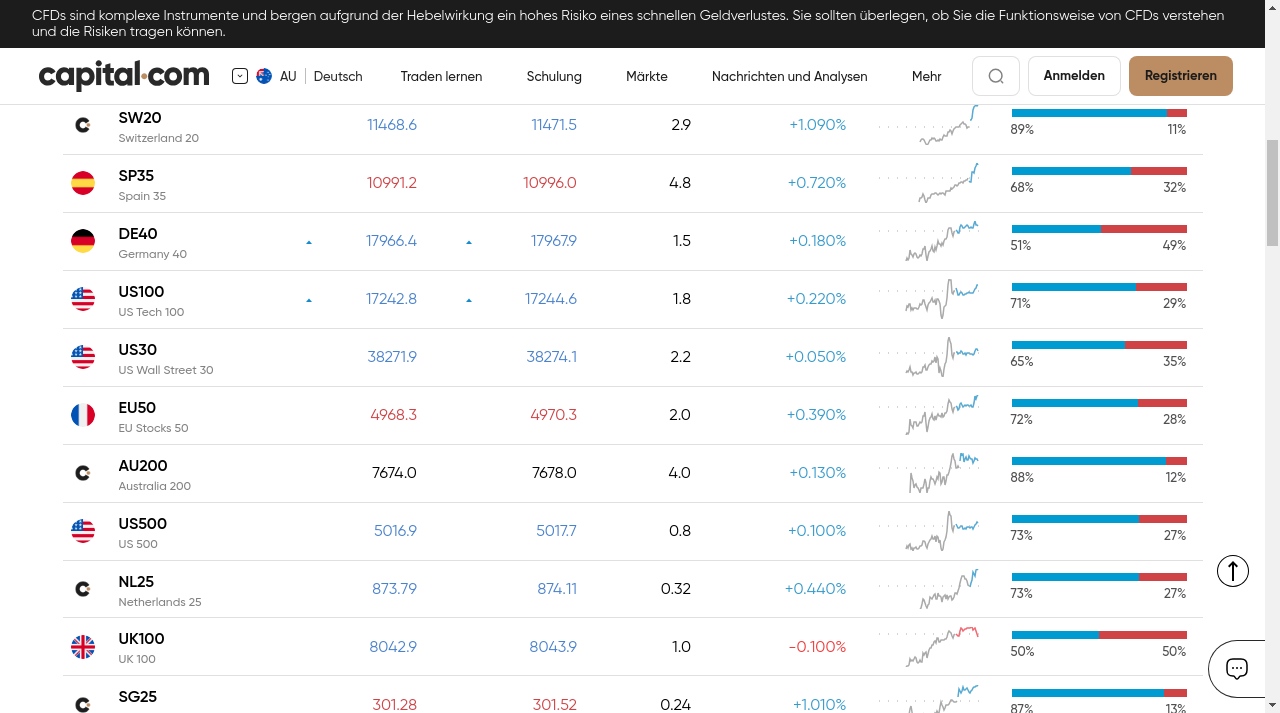 CFDs sind komplexe Instrumente und bergen aufgrund der Hebelwirkung ein hohes Risiko eines schnellen Geldverlustes. Sie sollten überlegen, ob Sie die Funktionsweise von CFDs verstehen
und die Risiken tragen können.
capital.com AU Deutsch Traden lernen Schulung Märkte Nachrichten und Analysen Mehr Anmelden Registrieren
SW20 11468.6 11471.5 2.9 +1.090%
Switzerland 20 89% 11%
SP35 10991.2 10996.0 4.8 +0.720%
Spain 35 68% 32%
DE40 17966.4 17967.9 1.5 +0.180%
Germany 40 51% 49%
US100 17242.8 17244.6 1.8 +0.220%
US Tech 100 71% 29%
US30 38271.9 38274.1 2.2 +0.050%
US Wall Street 30 65% 35%
EU50 4968.3 4970.3 2.0 +0.390%
EU Stocks 50 72% 28%
AU200 7674.0 7678.0 4.0 +0.130%
Australia 200 88% 12%
US500 5016.9 5017.7 0.8 +0.100%
US 500 73% 27%
NL25 873.79 874.11 0.32 +0.440%
Netherlands 25 73% 27%
UK100 8042.9 8043.9 1.0 -0.100%
UK 100 50% 50%
SG25 301.28 301.52 0.24 +1.010%
87% 13%